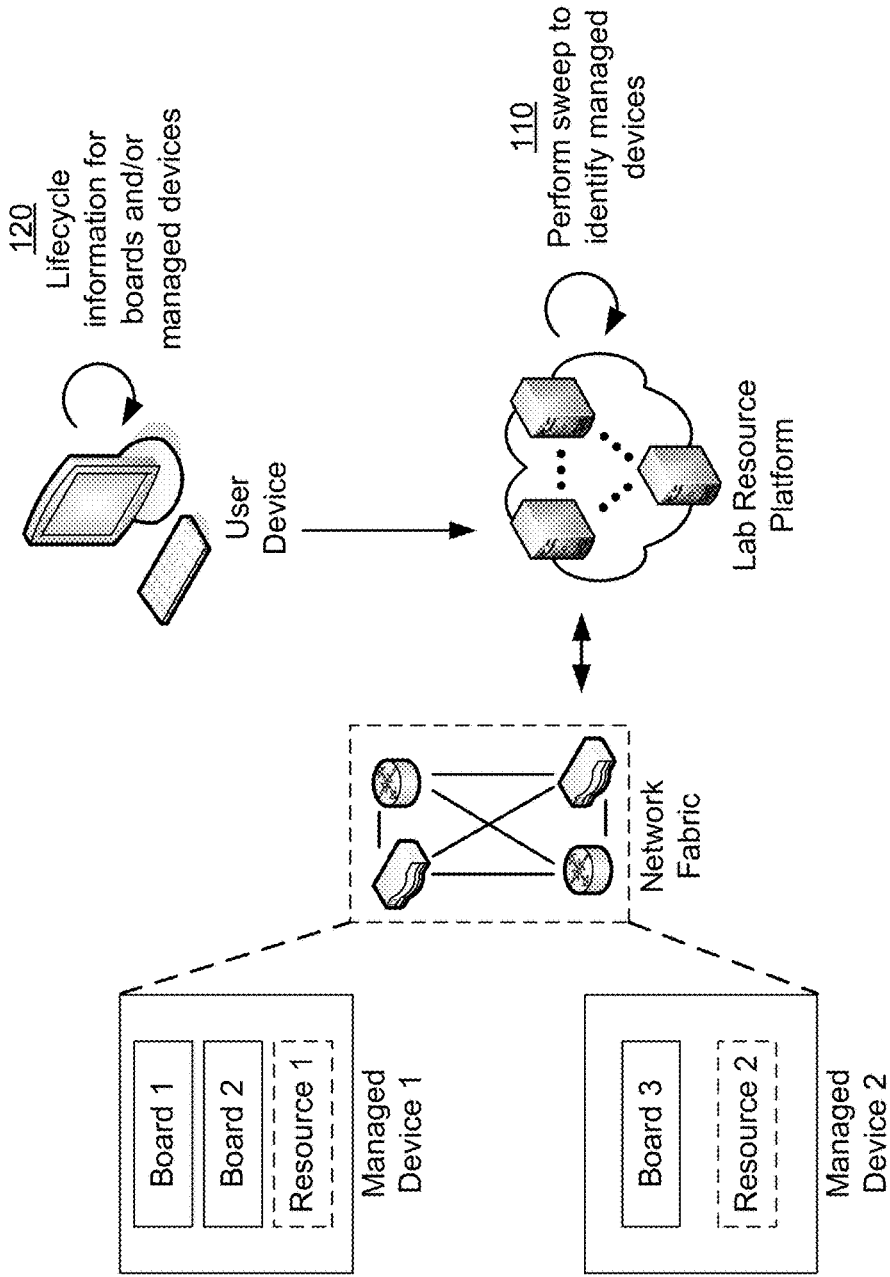 120
Lifecycle
information for
boards and/or
managed devices
User
Device
110
Perform sweep to
identify managed
devices
Lab Resource
Platform
Network
Fabric
Board 1
Board 2
Resource 1
Managed
Device 1
Board 3
Resource 2
Managed
Device 2